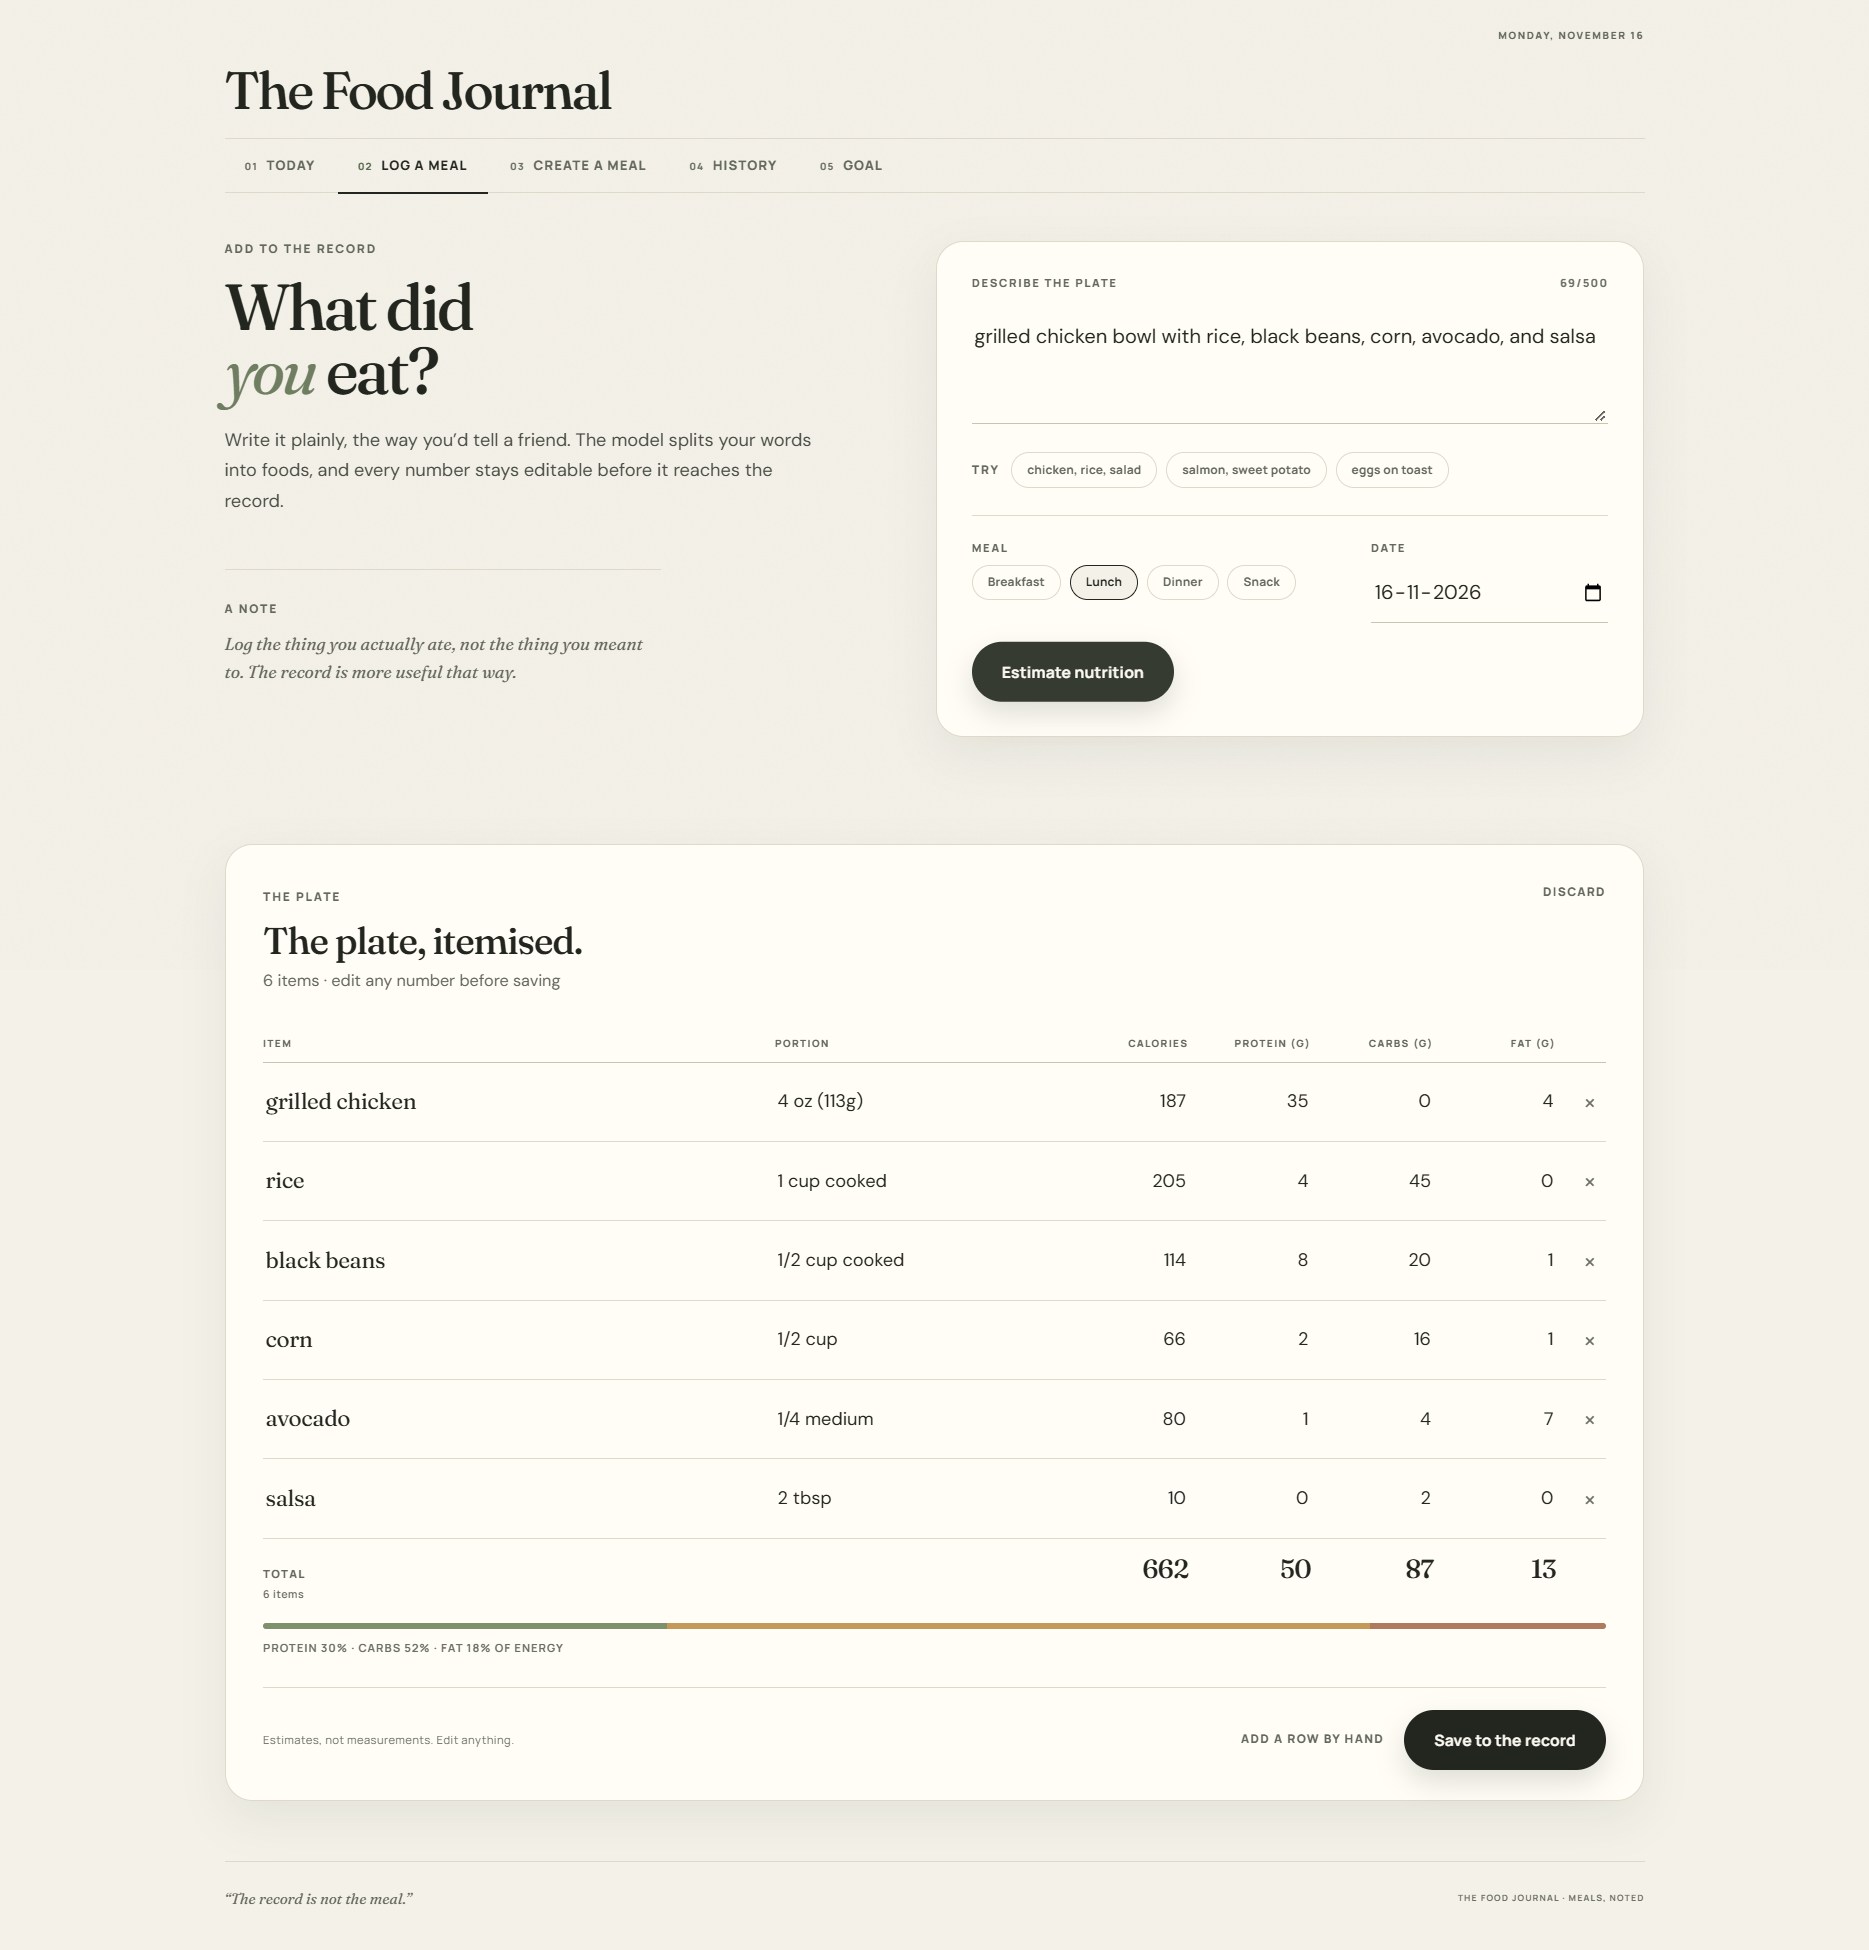 MONDAY, NOVEMBER 16
The Food Journal
01 TODAY 02 LOG A MEAL 03 CREATE A MEAL 04 HISTORY 05 GOAL
ADD TO THE RECORD
What did
you eat?
Write it plainly, the way you’d tell a friend. The model splits your words
into foods, and every number stays editable before it reaches the
record.
A NOTE
Log the thing you actually ate, not the thing you meant
to. The record is more useful that way.
DESCRIBE THE PLATE 69/500
grilled chicken bowl with rice, black beans, corn, avocado, and salsa
TRY chicken, rice, salad salmon, sweet potato eggs on toast
MEAL DATE
Breakfast Lunch Dinner Snack 16-11-2026
Estimate nutrition
THE PLATE DISCARD
The plate, itemised.
6 items · edit any number before saving
ITEM PORTION CALORIES PROTEIN (G) CARBS (G) FAT (G)
grilled chicken 4 oz (113g) 187 35 0 4 ×
rice 1 cup cooked 205 4 45 0 ×
black beans 1/2 cup cooked 114 8 20 1 ×
corn 1/2 cup 66 2 16 1 ×
avocado 1/4 medium 80 1 4 7 ×
salsa 2 tbsp 10 0 2 0 ×
TOTAL 662 50 87 13
6 items
PROTEIN 30% · CARBS 52% · FAT 18% OF ENERGY
Estimates, not measurements. Edit anything. ADD A ROW BY HAND Save to the record
“The record is not the meal.” THE FOOD JOURNAL · MEALS, NOTED